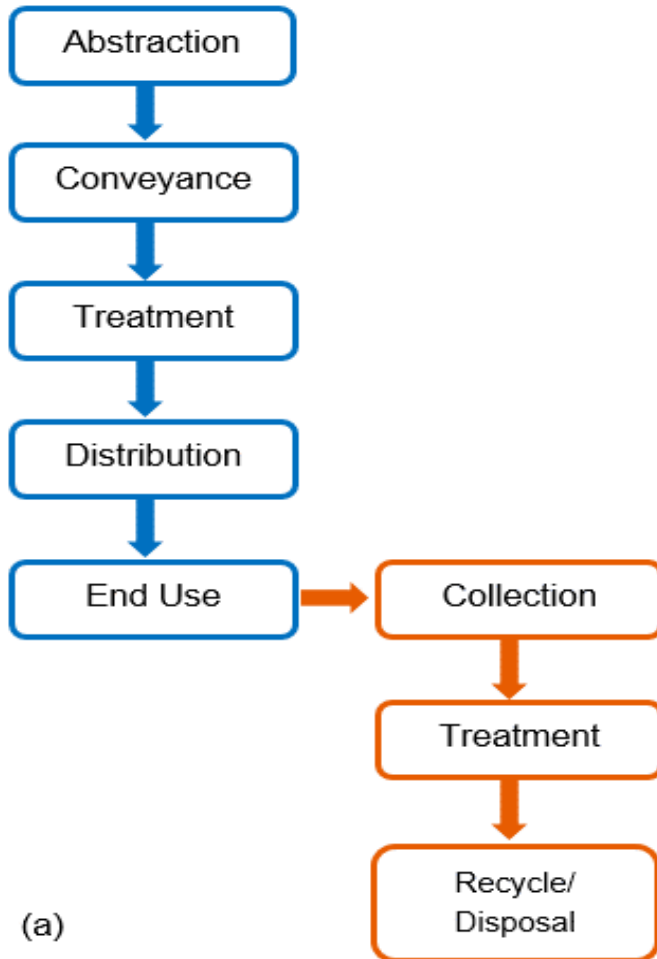 Abstraction
Conveyance
Treatment
Distribution
End Use
Collection
Treatment
Recycle/
Disposal
(a)